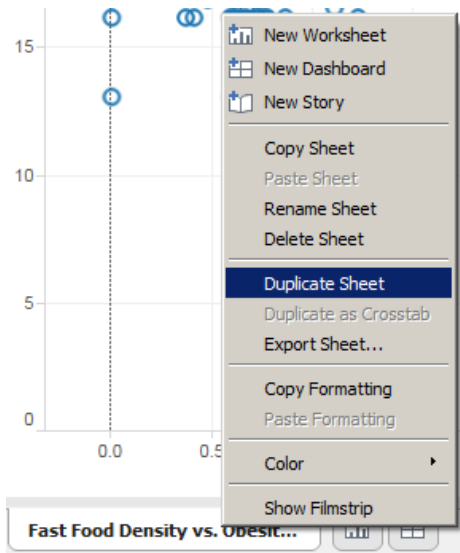 15
New Worksheet
New Dashboard
New Story
Copy Sheet
Paste Sheet
Rename Sheet
Delete Sheet
10
Duplicate Sheet
Duplicate as Crosstab
Export Sheet...
5
Copy Formatting
Paste Formatting
0
0.0
0.5
Color
Show Filmstrip
Fast Food Density vs. Obesit...